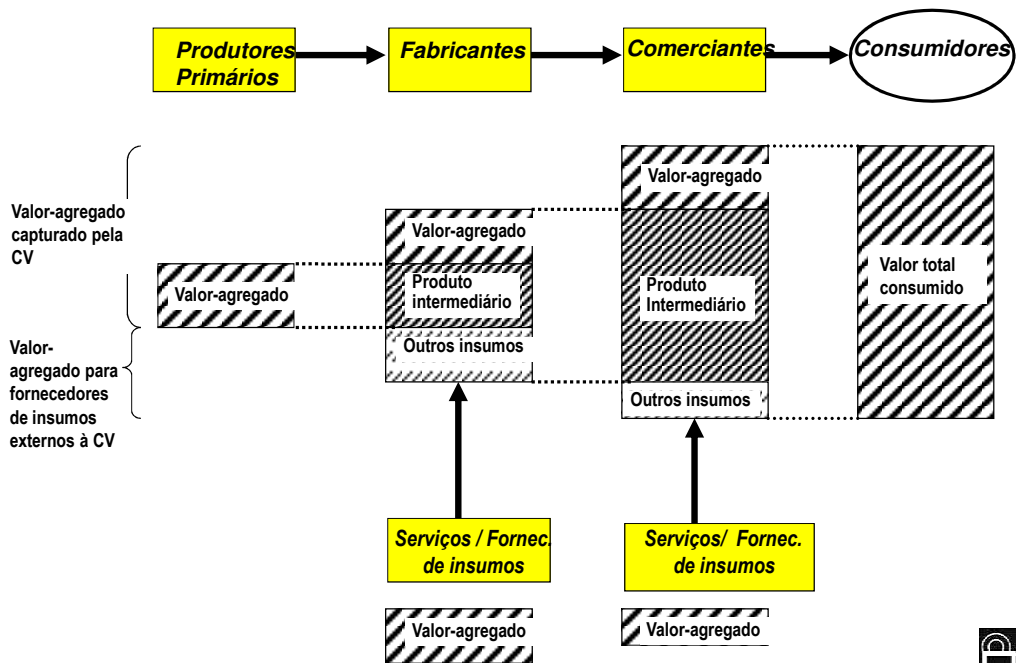 Produtores
Primários
Fabricantes
Comerciantes
Consumidores
Valor-agregado
capturado pela
CV
Valor-
agregado para
fornecedores
de insumos
externos à CV
Valor-agregado
Valor-agregado
Produto
intermediário
Outros insumos
Valor-agregado
Produto
Intermediário
Outros insumos
Valor total
consumido
Serviços / Fornec.
de insumos
Serviços/ Fornec.
de insumos
Valor-agregado
Valor-agregado